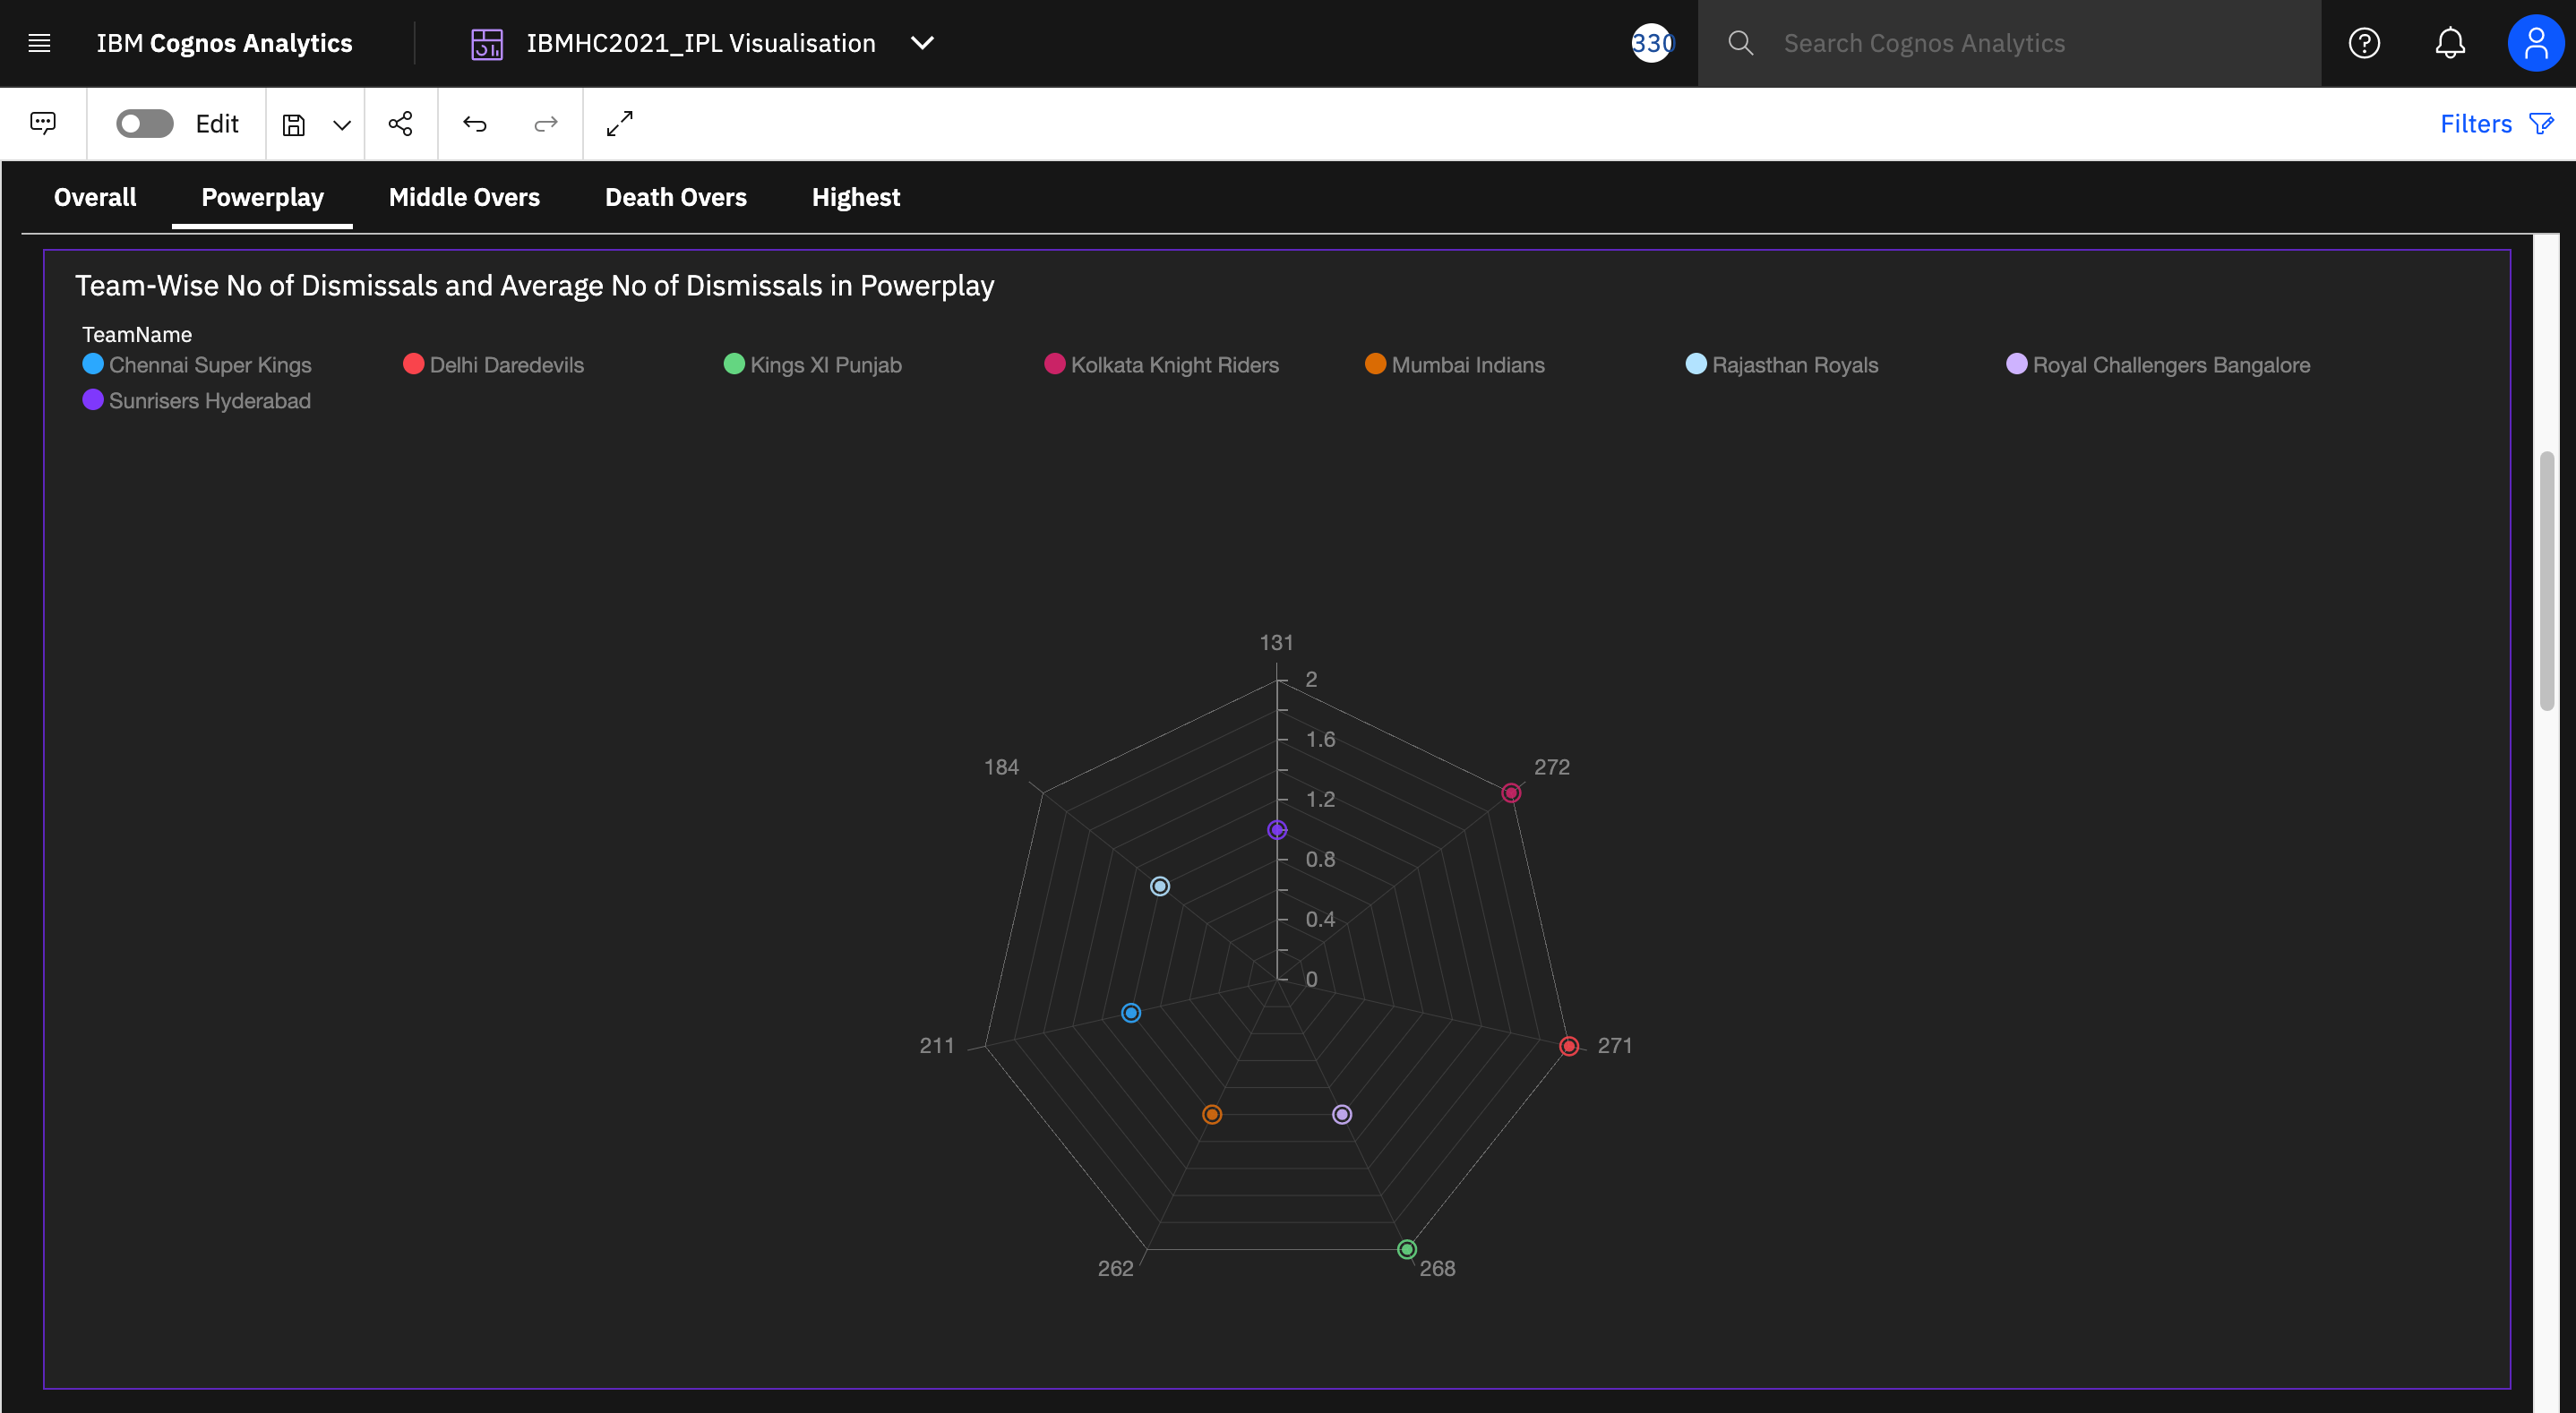 IBM Cognos Analytics
IBMHC2021_IPL Visualisation
330
Search Cognos Analytics
Edit
Filters
Overall
Powerplay
Middle Overs
Death Overs
Highest
Team-Wise No of Dismissals and Average No of Dismissals in Powerplay
TeamName
Chennai Super Kings
Delhi Daredevils
Kings XI Punjab
Kolkata Knight Riders
Mumbai Indians
Rajasthan Royals
Royal Challengers Bangalore
Sunrisers Hyderabad
131
2
1.6
184
272
1.2
0.8
0.4
0
211
271
262
268